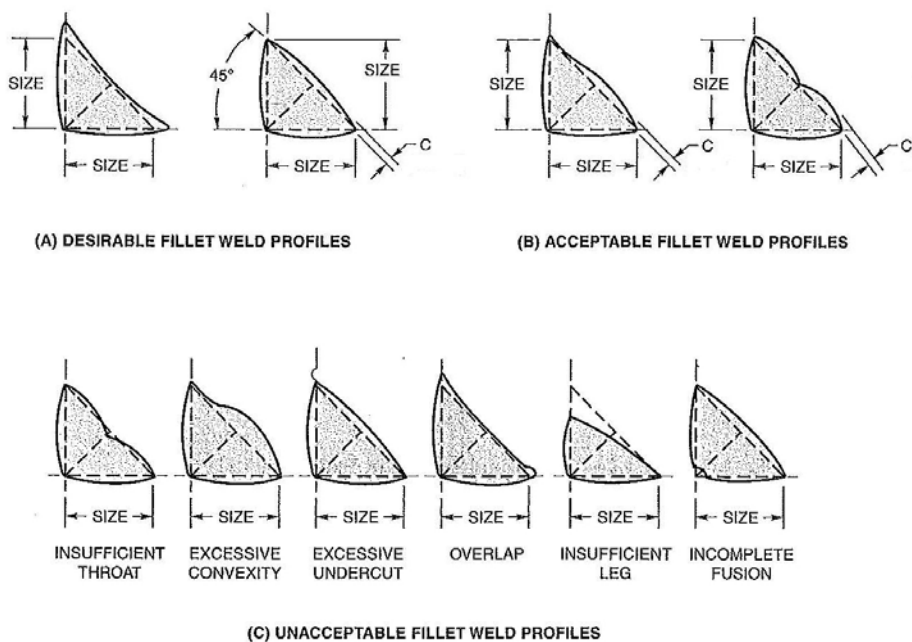 SIZE
SIZE
45°
SIZE
SIZE
C
SIZE
SIZE
C
SIZE
SIZE
C
(A) DESIRABLE FILLET WELD PROFILES
(B) ACCEPTABLE FILLET WELD PROFILES
SIZE
SIZE
SIZE
SIZE
SIZE
SIZE
INSUFFICIENT
THROAT
EXCESSIVE
CONVEXITY
EXCESSIVE
UNDERCUT
OVERLAP
INSUFFICIENT
LEG
INCOMPLETE
FUSION
(C) UNACCEPTABLE FILLET WELD PROFILES